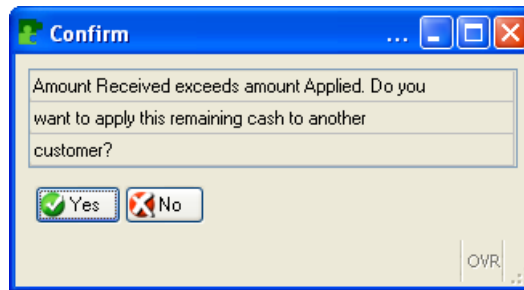 Confirm ...
Amount Received exceeds amount Applied. Do you
want to apply this remaining cash to another
customer?
Yes No
OVR